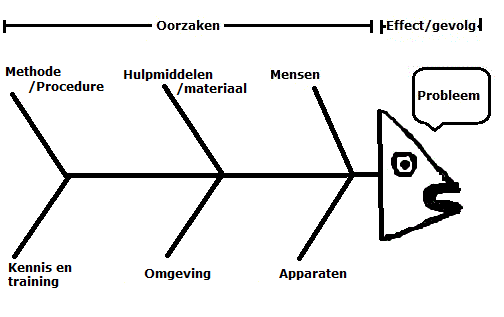 Oorzaken
Effect/gevolg
Methode
/Procedure
Hulpmiddelen
/materiaal
Mensen
Probleem
Kennis en
training
Omgeving
Apparaten